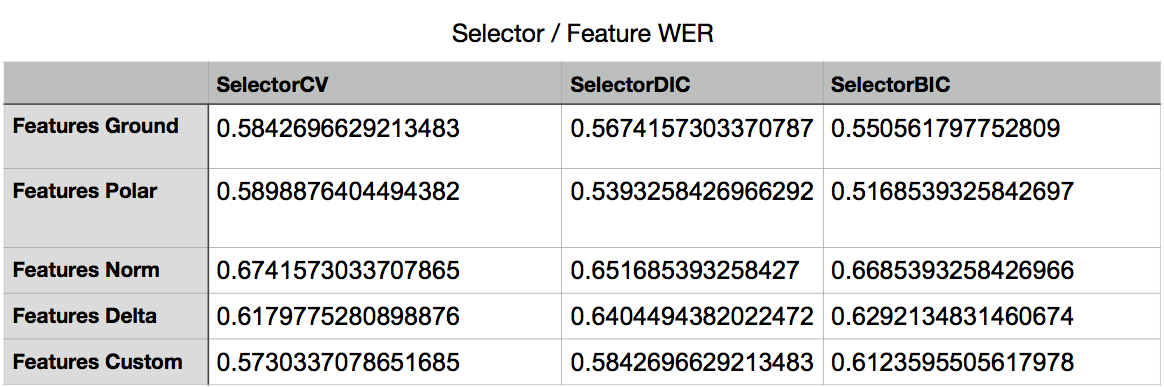 Selector / Feature WER
SelectorCV SelectorDIC SelectorBIC
Features Ground 0.5842696629213483 0.5674157303370787 0.550561797752809
Features Polar 0.5898876404494382 0.5393258426966292 0.5168539325842697
Features Norm 0.6741573033707865 0.651685393258427 0.6685393258426966
Features Delta 0.6179775280898876 0.6404494382022472 0.6292134831460674
Features Custom 0.5730337078651685 0.5842696629213483 0.6123595505617978